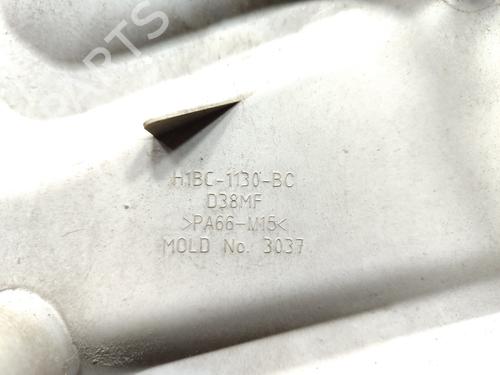 PARTS
H1BC-1130-BC
D38MF
>PA66-M15<
MOLD No. 3037